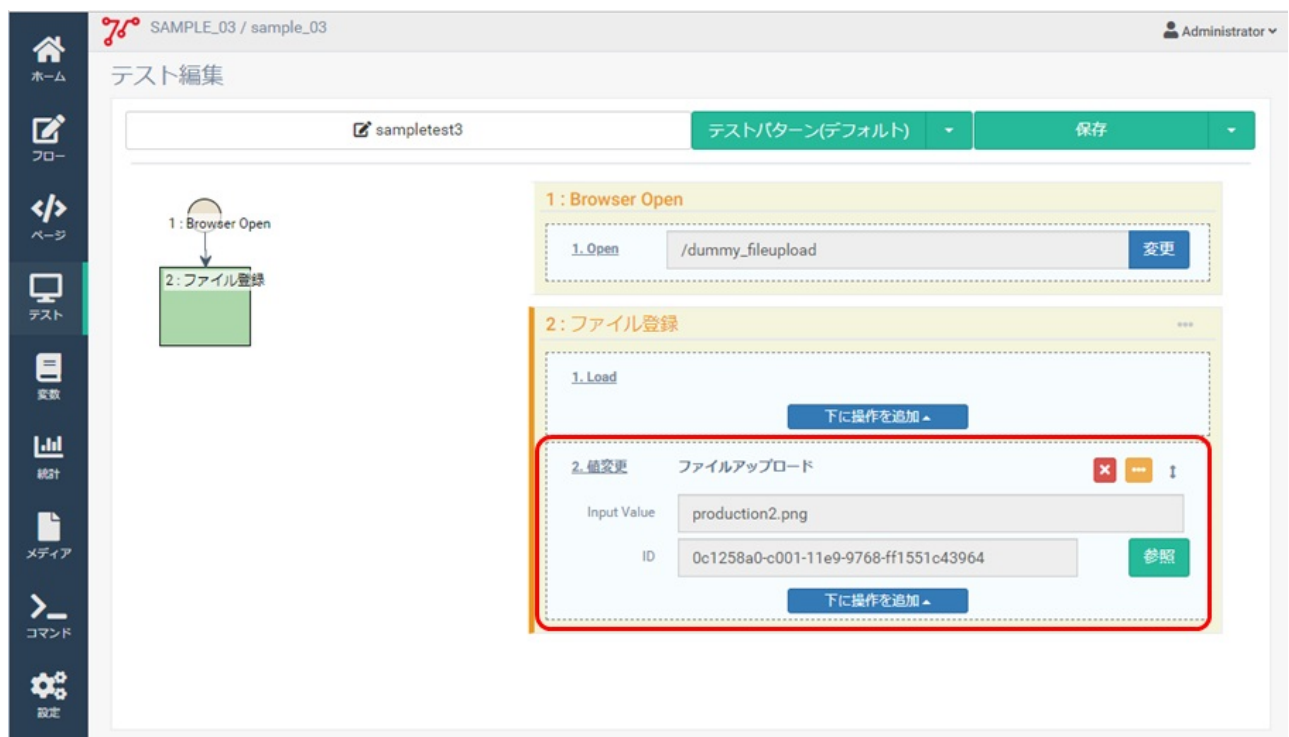 SAMPLE_03 / sample_03
Administrator
ホーム
フロー
ページ
テスト
変数
統計
メディア
コマンド
設定
テスト編集
sampletest3
テストパターン(デフォルト)
保存
1 : Browser Open
2 : ファイル登録
1 : Browser Open
1. Open /dummy_fileupload 変更
2 : ファイル登録
1. Load
下に操作を追加
2. 値変更 ファイルアップロード
Input Value production2.png
ID 0c1258a0-c001-11e9-9768-ff1551c43964 参照
下に操作を追加